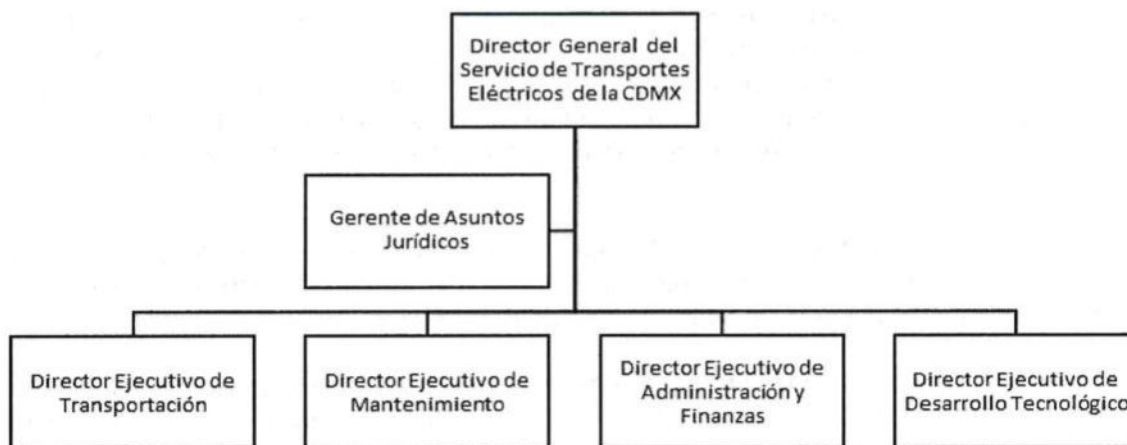 Director General del
Servicio de Transportes
Eléctricos de la CDMX
Gerente de Asuntos
Jurídicos
Director Ejecutivo de
Transportación
Director Ejecutivo de
Mantenimiento
Director Ejecutivo de
Administración y
Finanzas
Director Ejecutivo de
Desarrollo Tecnológico